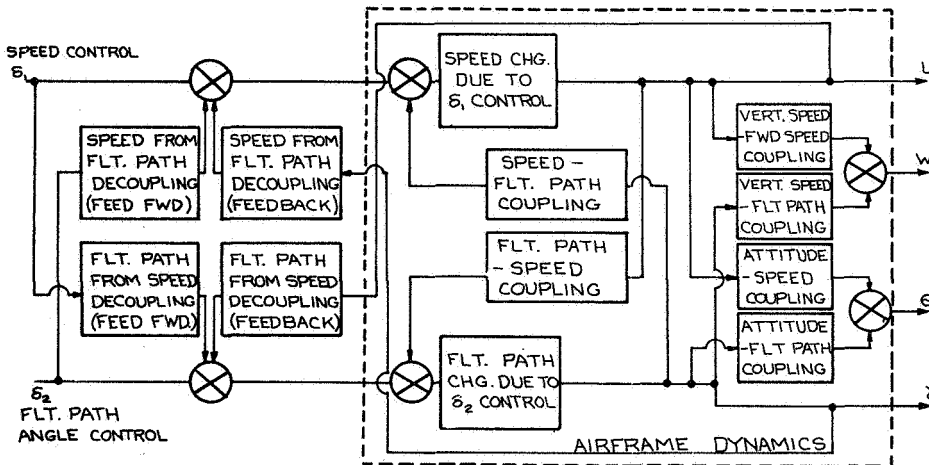 SPEED CONTROL
δ₁
SPEED FROM
FLT. PATH
DECOUPLING
(FEED FWD)
SPEED FROM
FLT. PATH
DECOUPLING
(FEEDBACK)
FLT. PATH
FROM SPEED
DECOUPLING
(FEED FWD.)
FLT. PATH
FROM SPEED
DECOUPLING
(FEEDBACK)
δ₂
FLT. PATH
ANGLE CONTROL
SPEED CHG.
DUE TO
δ₁ CONTROL
SPEED –
FLT. PATH
COUPLING
FLT. PATH
– SPEED
COUPLING
FLT. PATH
CHG. DUE TO
δ₂ CONTROL
VERT. SPEED
-FWD SPEED
COUPLING
VERT. SPEED
-FLT PATH
COUPLING
ATTITUDE
-SPEED
COUPLING
ATTITUDE
-FLT PATH
COUPLING
AIRFRAME DYNAMICS
W